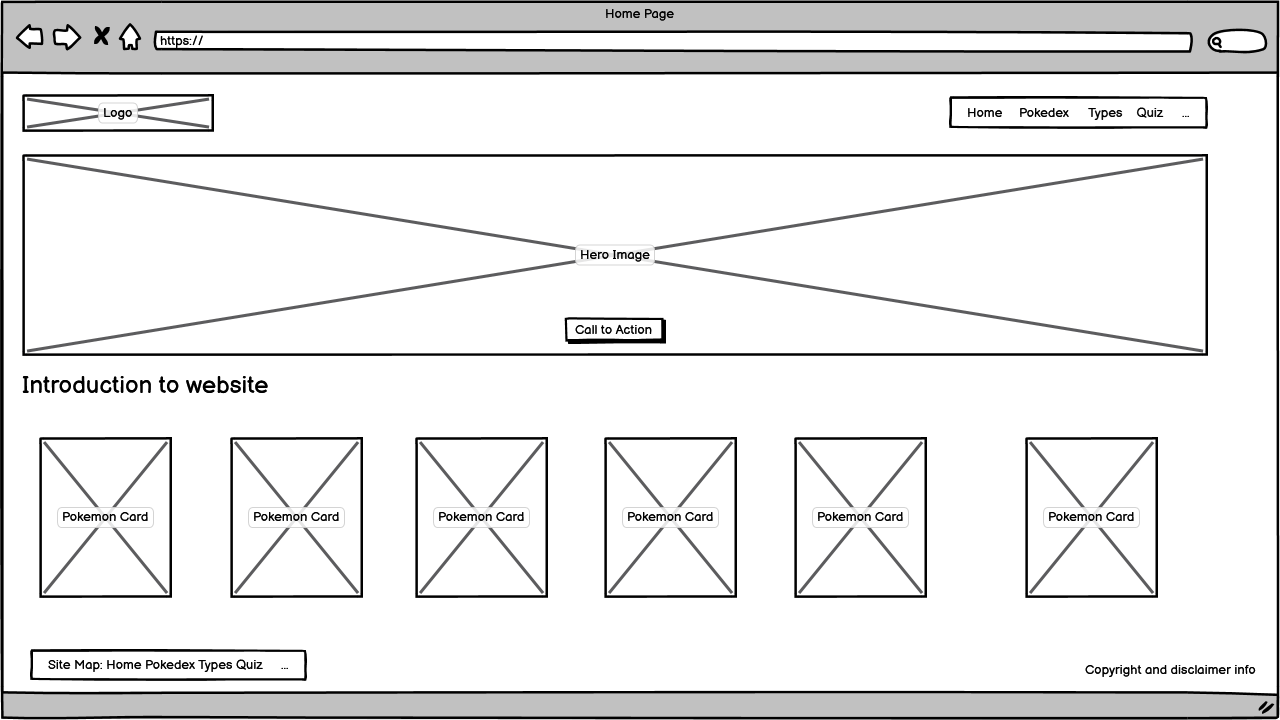 Home Page
https://
Logo
Home Pokedex Types Quiz ...
Hero Image
Call to Action
Introduction to website
Pokemon Card Pokemon Card Pokemon Card Pokemon Card Pokemon Card Pokemon Card
Site Map: Home Pokedex Types Quiz ...
Copyright and disclaimer info